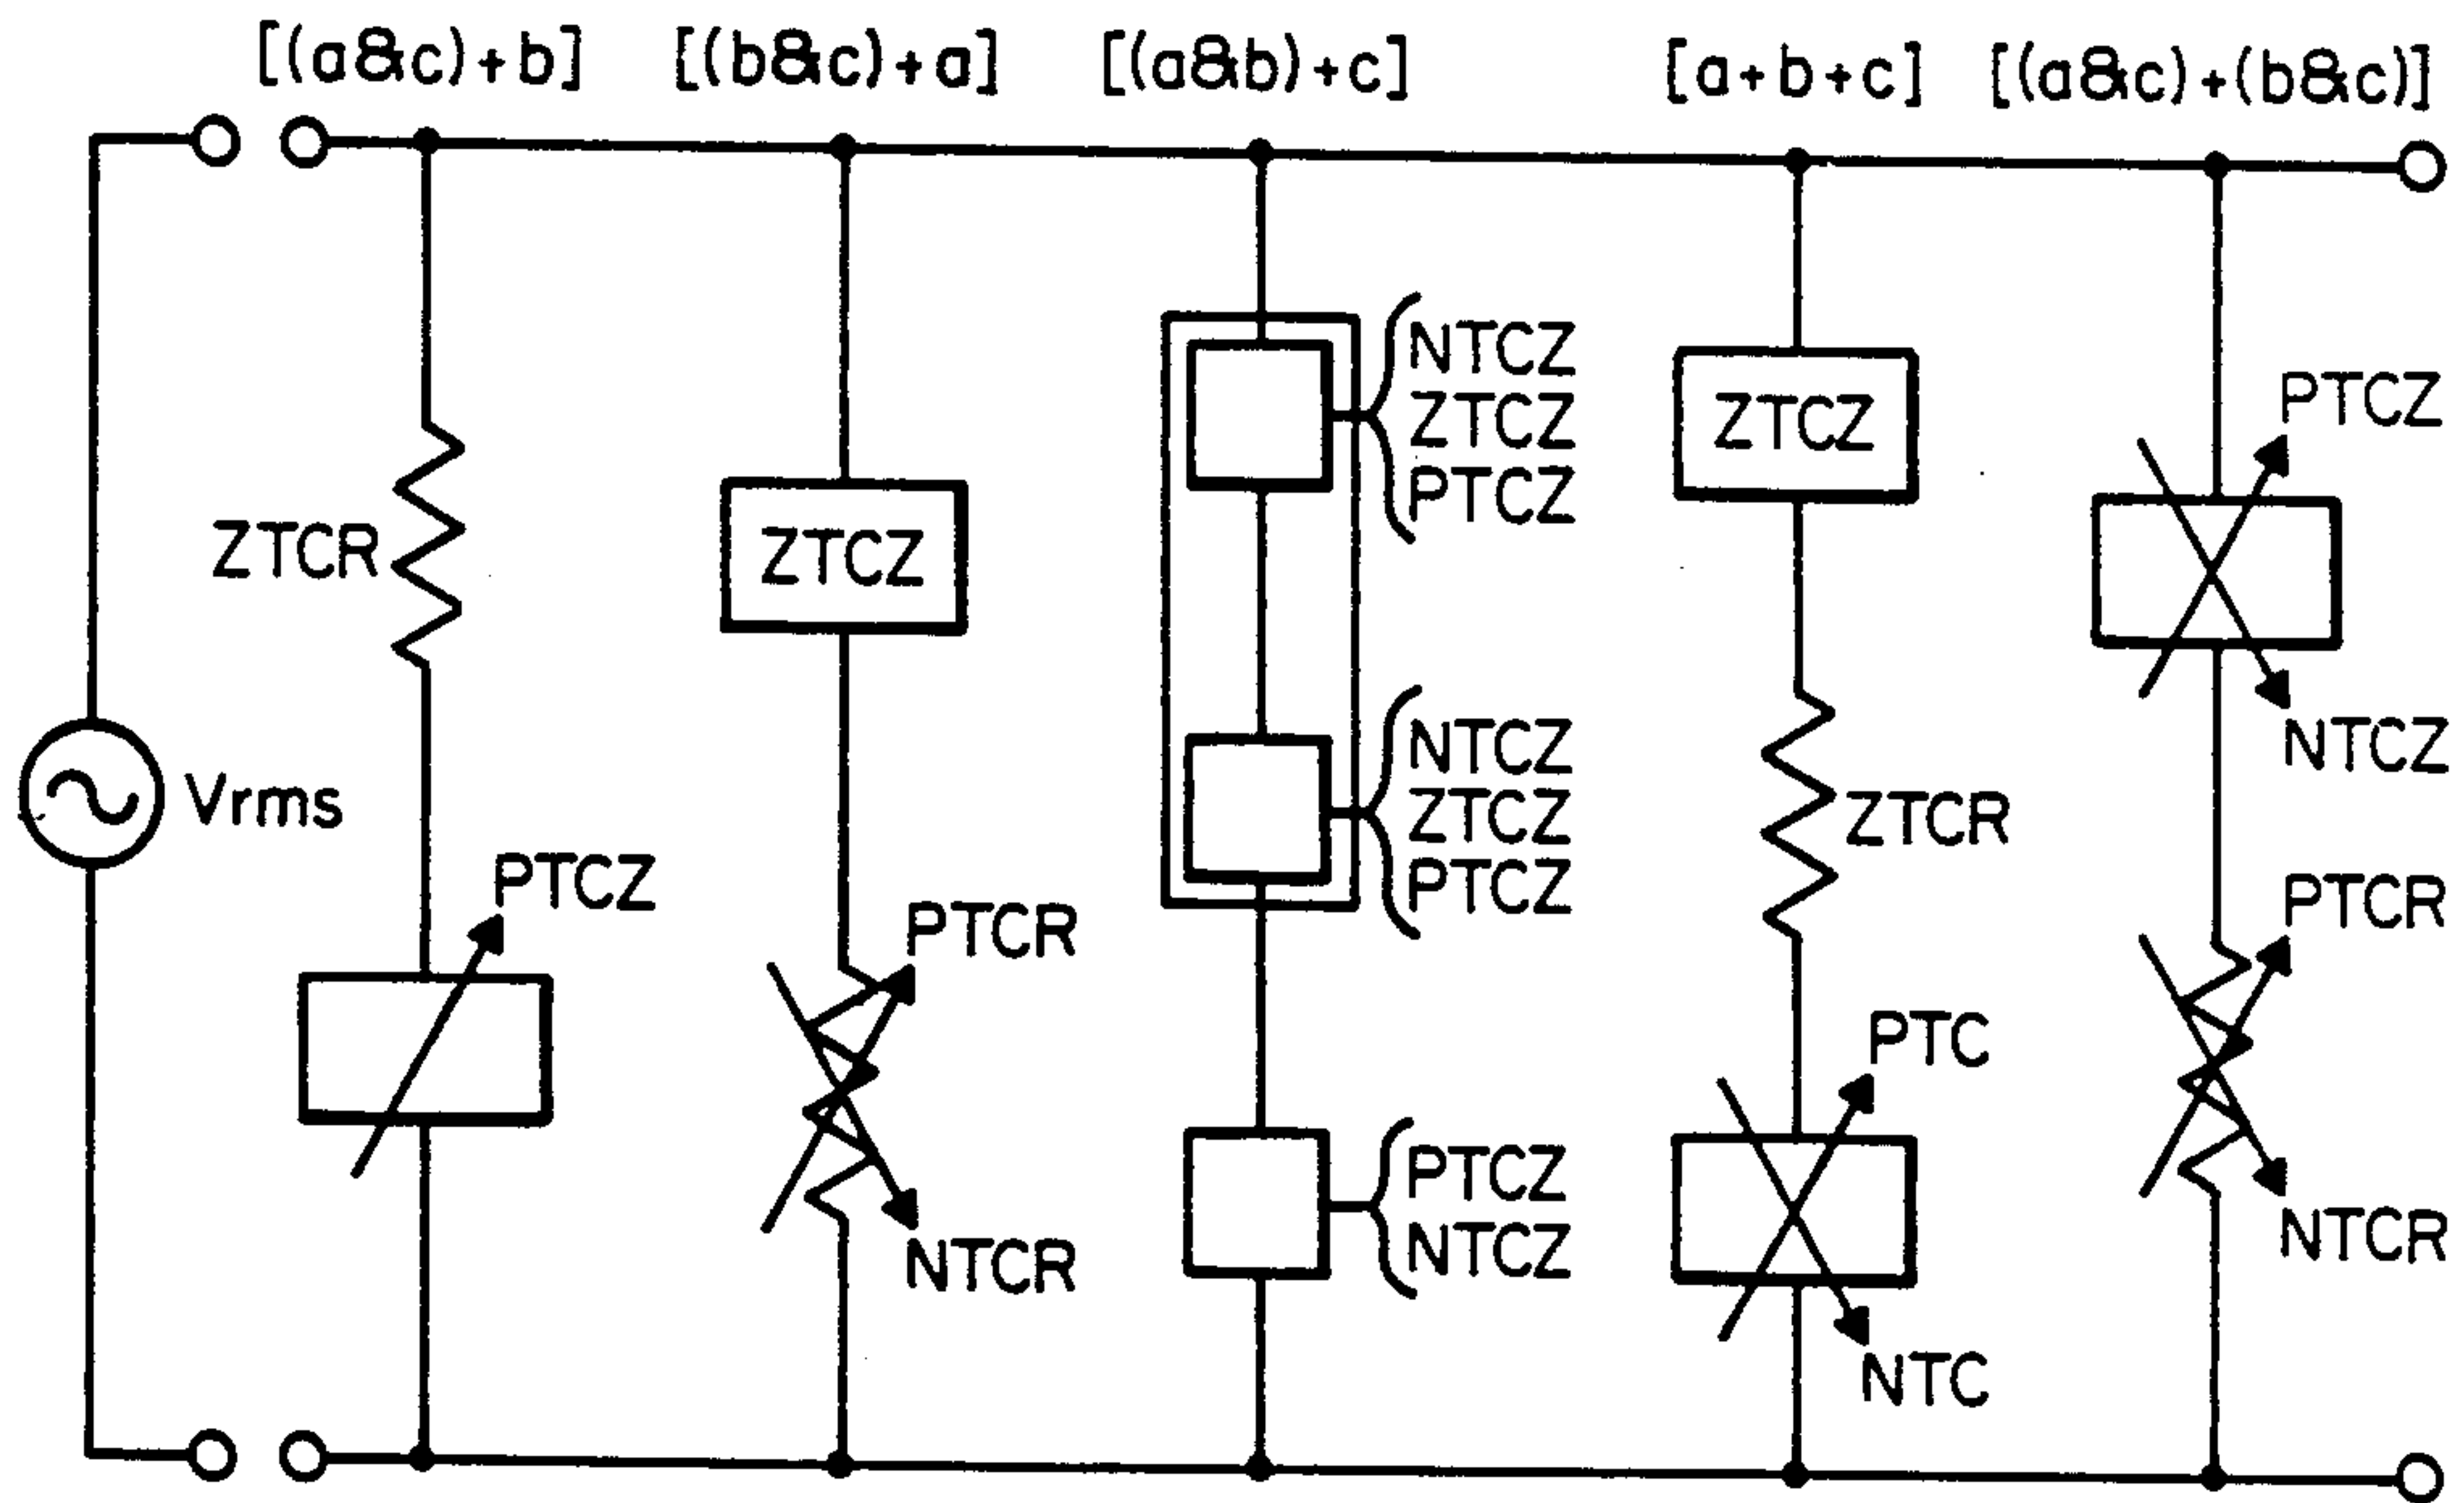 [(a&c)+b] [(b&c)+a] [(a&b)+c] [a+b+c] [(a&c)+(b&c)]
Vrms
ZTCR
PTCZ
ZTCZ
PTCR
NTCR
NTCZ
ZTCZ
PTCZ
NTCZ
ZTCZ
PTCZ
PTCZ
NTCZ
ZTCZ
ZTCR
PTC
NTC
PTCZ
NTCZ
PTCR
NTCR